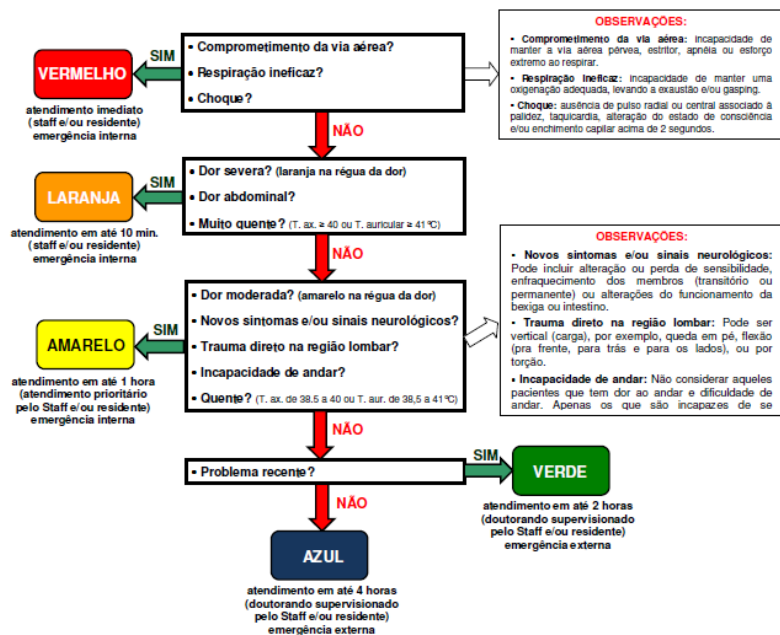 SIM
VERMELHO
atendimento imediato
(staff e/ou residente)
emergência interna
• Comprometimento da via aérea?
• Respiração ineficaz?
• Choque?
OBSERVAÇÕES:
• Comprometimento da via aérea: incapacidade de
manter a via aérea pérvea, estritor, apnéia ou esforço
extremo ao respirar.
• Respiração Ineficaz: incapacidade de manter uma
oxigenação adequada, levando a exaustão e/ou gasping.
• Choque: ausência de pulso radial ou central associado à
palidez, taquicardia, alteração do estado de consciência
e/ou enchimento capilar acima de 2 segundos.
NÃO
SIM
LARANJA
atendimento em até 10 min.
(staff e/ou residente)
emergência interna
• Dor severa? (laranja na régua da dor)
• Dor abdominal?
• Muito quente? (T. ax. ≥ 40 ou T. auricular ≥ 41ºC)
NÃO
SIM
AMARELO
atendimento em até 1 hora
(atendimento prioritário
pelo Staff e/ou residente)
emergência interna
• Dor moderada? (amarelo na régua da dor)
• Novos sintomas e/ou sinais neurológicos?
• Trauma direto na região lombar?
• Incapacidade de andar?
• Quente? (T. ax. de 38.5 a 40 ou T. aur. de 38,5 a 41ºC)
OBSERVAÇÕES:
• Novos sintomas e/ou sinais neurológicos:
Pode incluir alteração ou perda de sensibilidade,
enfraquecimento dos membros (transitório ou
permanente) ou alterações do funcionamento da
bexiga ou intestino.
• Trauma direto na região lombar: Pode ser
vertical (carga), por exemplo, queda em pé, flexão
(pra frente, para trás e para os lados), ou por
torção.
• Incapacidade de andar: Não considerar aqueles
pacientes que tem dor ao andar e dificuldade de
andar. Apenas os que são incapazes de se
NÃO
• Problema recente?
SIM
VERDE
atendimento em até 2 horas
(doutorando supervisionado
pelo Staff e/ou residente)
emergência externa
NÃO
AZUL
atendimento em até 4 horas
(doutorando supervisionado
pelo Staff e/ou residente)
emergência externa